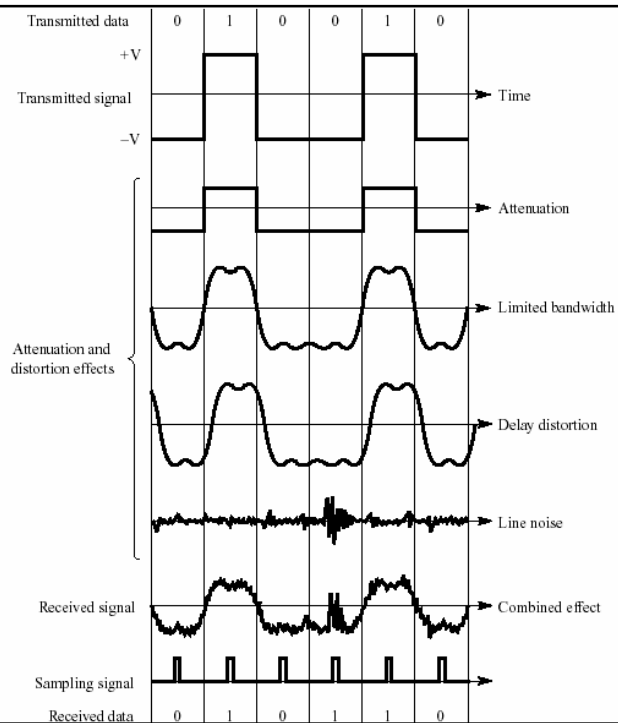 Transmitted data 0 1 0 0 1 0
+V
Transmitted signal
Time
−V
Attenuation
Limited bandwidth
Attenuation and
distortion effects
Delay distortion
Line noise
Received signal
Combined effect
Sampling signal
Received data 0 1 0 1 1 0